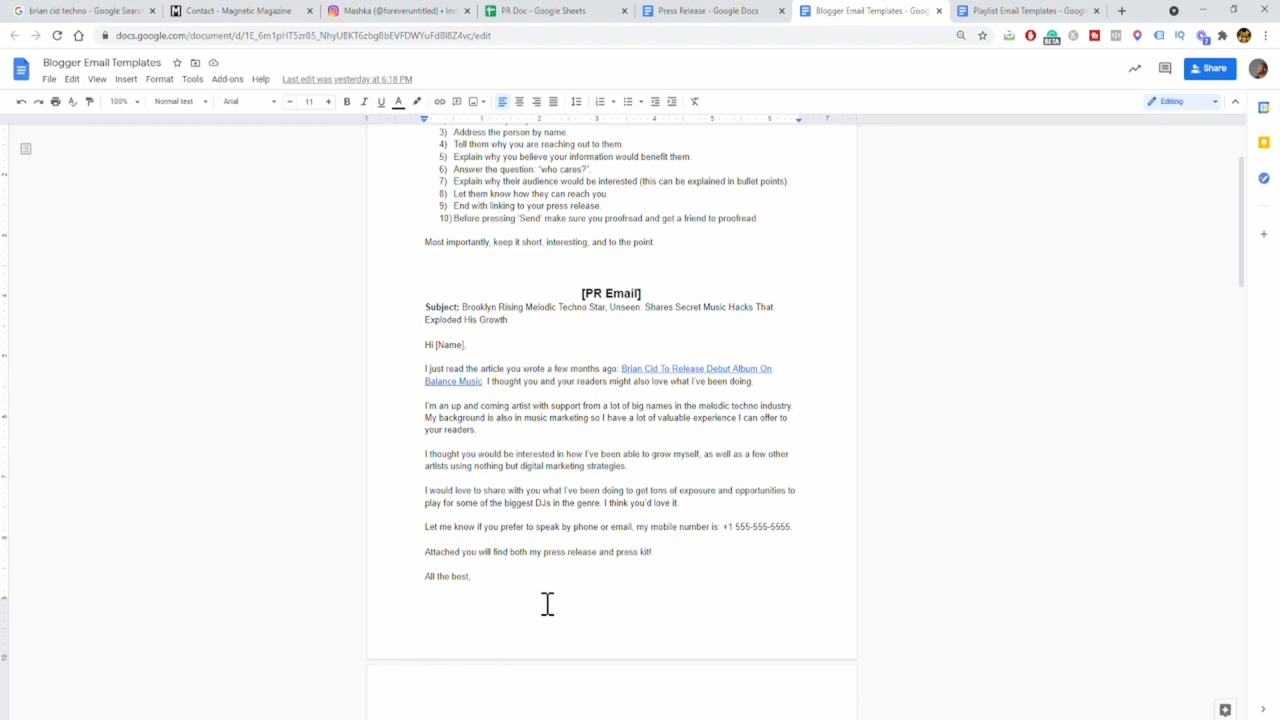 brian cid techno - Google Searc
Contact - Magnetic Magazine
Mashka (@foreveruntitled) • Ins
PR Doc - Google Sheets
Press Release - Google Docs
Blogger Email Templates - Goog
Playlist Email Templates - Googl
docs.google.com/document/d/1E_6m1pHT5zr85_NhyUBKT6zbg8bEVFDWYuFd8l8Z4vc/edit
BETA
IQ
7
Blogger Email Templates
File Edit View Insert Format Tools Add-ons Help Last edit was yesterday at 6:18 PM
Share
100% Normal text Arial 11 B I U A
Editing
1 1 2 3 4 5 6 7
3) Address the person by name.
4) Tell them why you are reaching out to them.
5) Explain why you believe your information would benefit them.
6) Answer the question: "who cares?".
7) Explain why their audience would be interested (this can be explained in bullet points).
8) Let them know how they can reach you.
9) End with linking to your press release.
10) Before pressing 'Send' make sure you proofread and get a friend to proofread.
Most importantly, keep it short, interesting, and to the point.
[PR Email]
Subject: Brooklyn Rising Melodic Techno Star, Unseen. Shares Secret Music Hacks That
Exploded His Growth
Hi [Name],
I just read the article you wrote a few months ago: Brian Cid To Release Debut Album On
Balance Music. I thought you and your readers might also love what I've been doing.
I'm an up and coming artist with support from a lot of big names in the melodic techno industry.
My background is also in music marketing so I have a lot of valuable experience I can offer to
your readers.
I thought you would be interested in how I've been able to grow myself, as well as a few other
artists using nothing but digital marketing strategies.
I would love to share with you what I've been doing to get tons of exposure and opportunities to
play for some of the biggest DJs in the genre. I think you'd love it.
Let me know if you prefer to speak by phone or email, my mobile number is: +1 555-555-5555.
Attached you will find both my press release and press kit!
All the best,